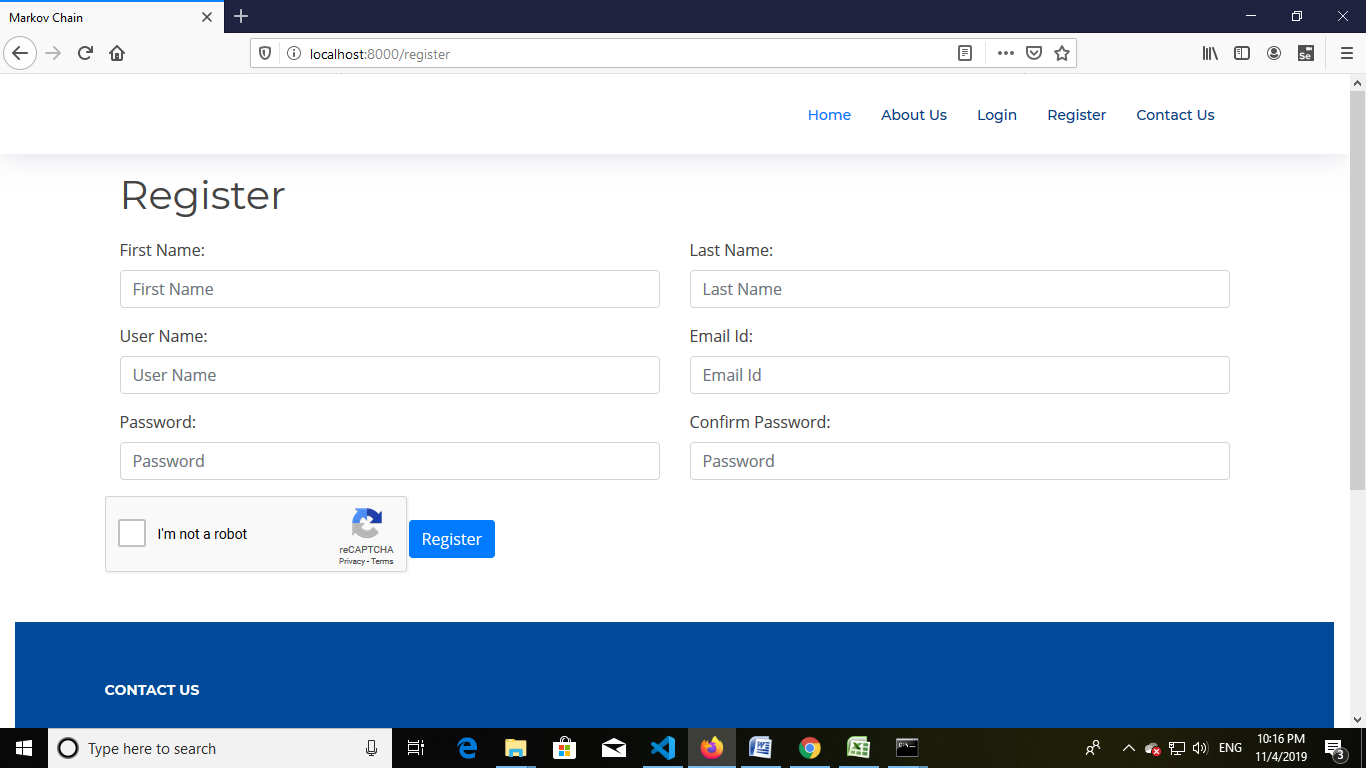 Markov Chain
localhost:8000/register
Se
Home About Us Login Register Contact Us
Register
First Name: Last Name:
First Name Last Name
User Name: Email Id:
User Name Email Id
Password: Confirm Password:
Password Password
I'm not a robot
reCAPTCHA
Privacy - Terms
Register
CONTACT US
Type here to search
ENG
10:16 PM
11/4/2019
3